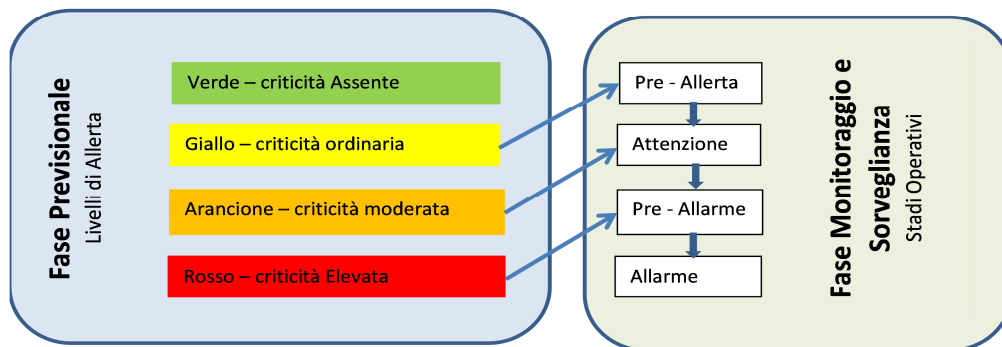 Fase Previsionale
Livelli di Allerta
Verde – criticità Assente
Giallo – criticità ordinaria
Arancione – criticità moderata
Rosso – criticità Elevata
Pre - Allerta
Attenzione
Pre - Allarme
Allarme
Fase Monitoraggio e
Sorveglianza
Stadi Operativi